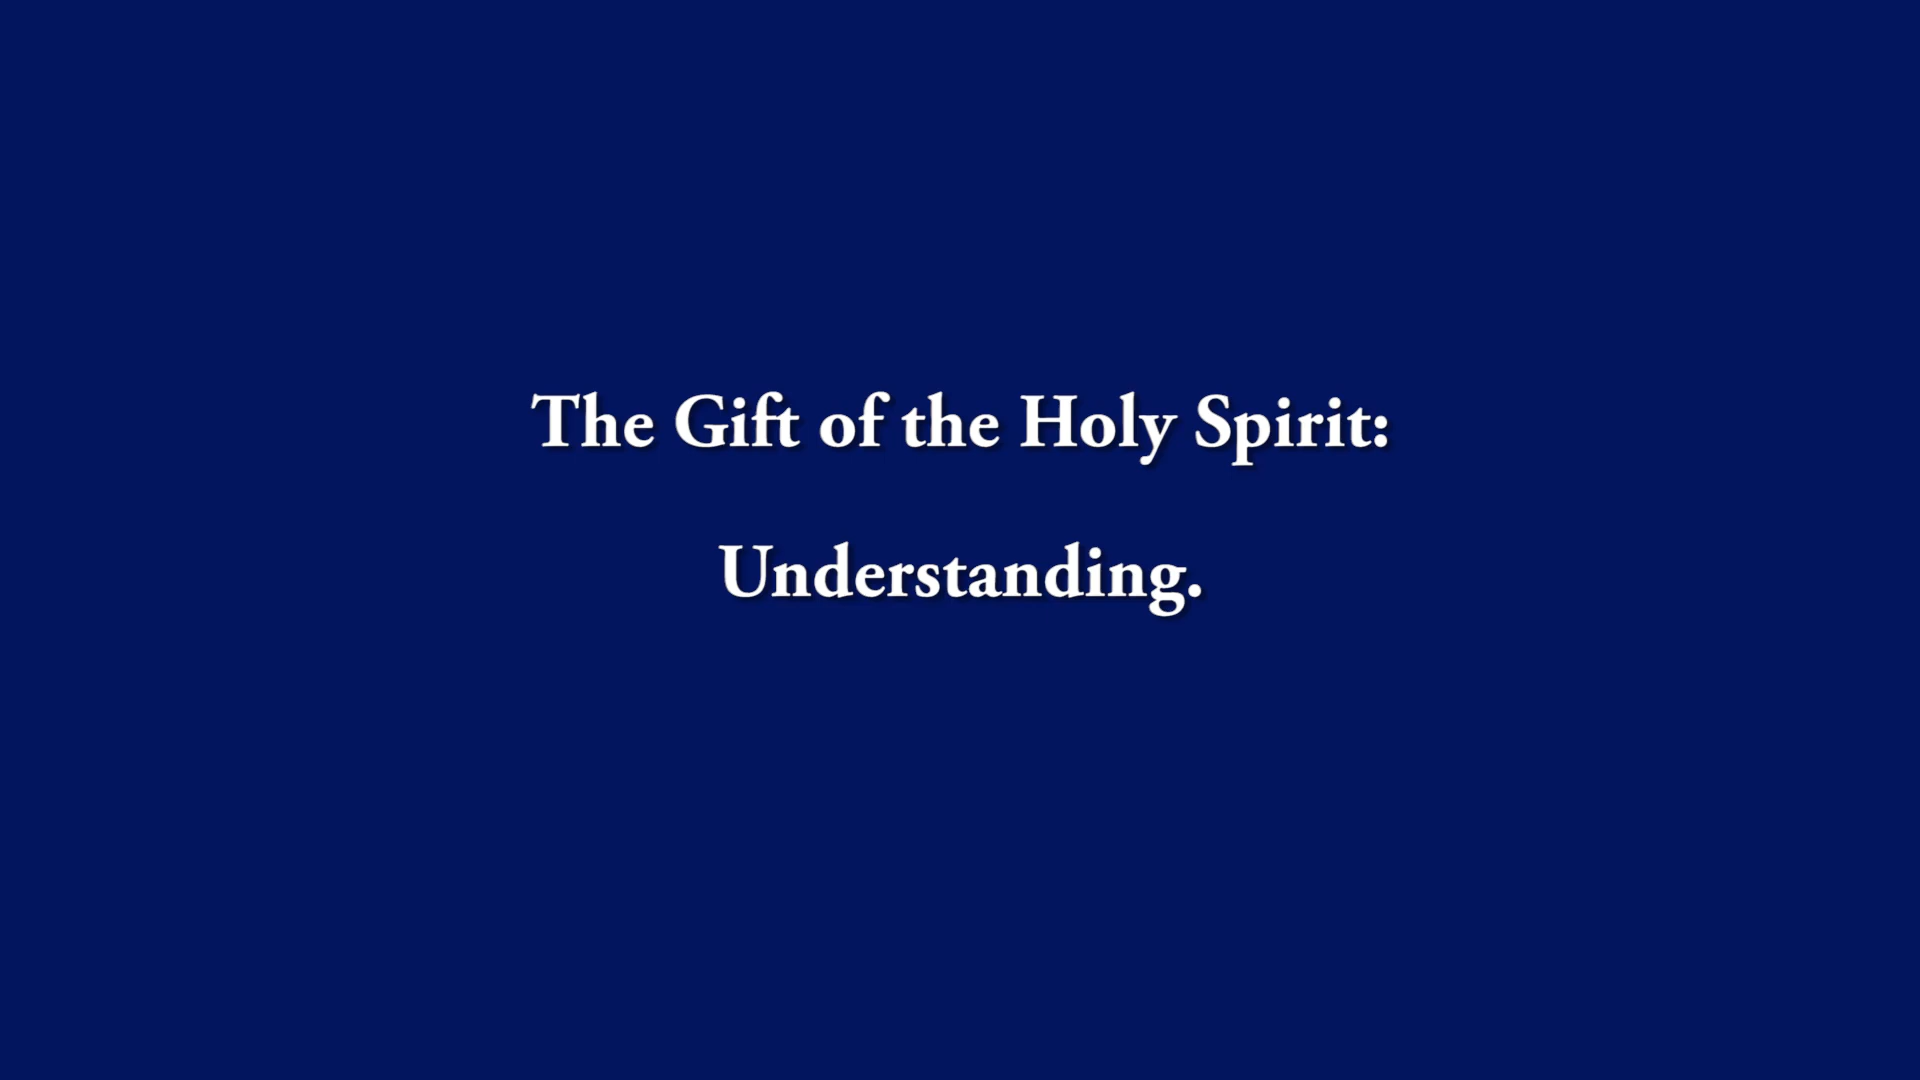 The Gift of the Holy Spirit:
Understanding.